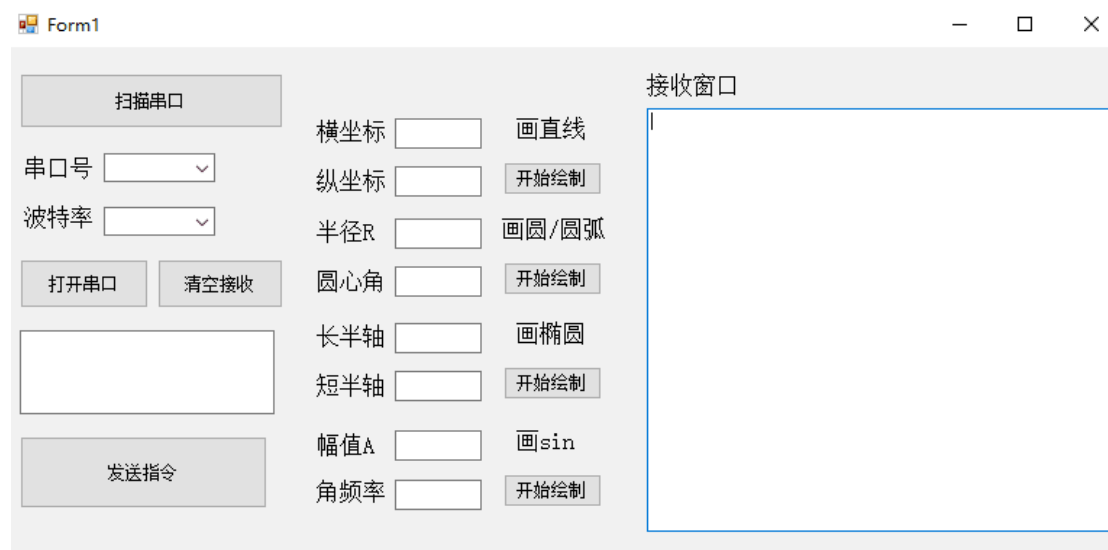 Form1
扫描串口
串口号
波特率
打开串口 清空接收
发送指令
横坐标 画直线
纵坐标 开始绘制
半径R 画圆/圆弧
圆心角 开始绘制
长半轴 画椭圆
短半轴 开始绘制
幅值A 画sin
角频率 开始绘制
接收窗口